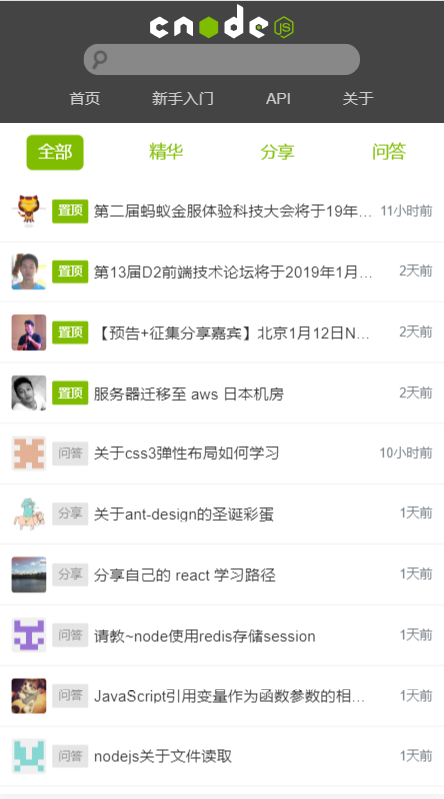 cnode JS
首页 新手入门 API 关于
全部 精华 分享 问答
置顶 第二届蚂蚁金服体验科技大会将于19年... 11小时前
置顶 第13届D2前端技术论坛将于2019年1月... 2天前
置顶 【预告+征集分享嘉宾】北京1月12日N... 2天前
置顶 服务器迁移至 aws 日本机房 2天前
问答 关于css3弹性布局如何学习 10小时前
分享 关于ant-design的圣诞彩蛋 1天前
分享 分享自己的 react 学习路径 1天前
问答 请教~node使用redis存储session 1天前
问答 JavaScript引用变量作为函数参数的相... 1天前
问答 nodejs关于文件读取 1天前